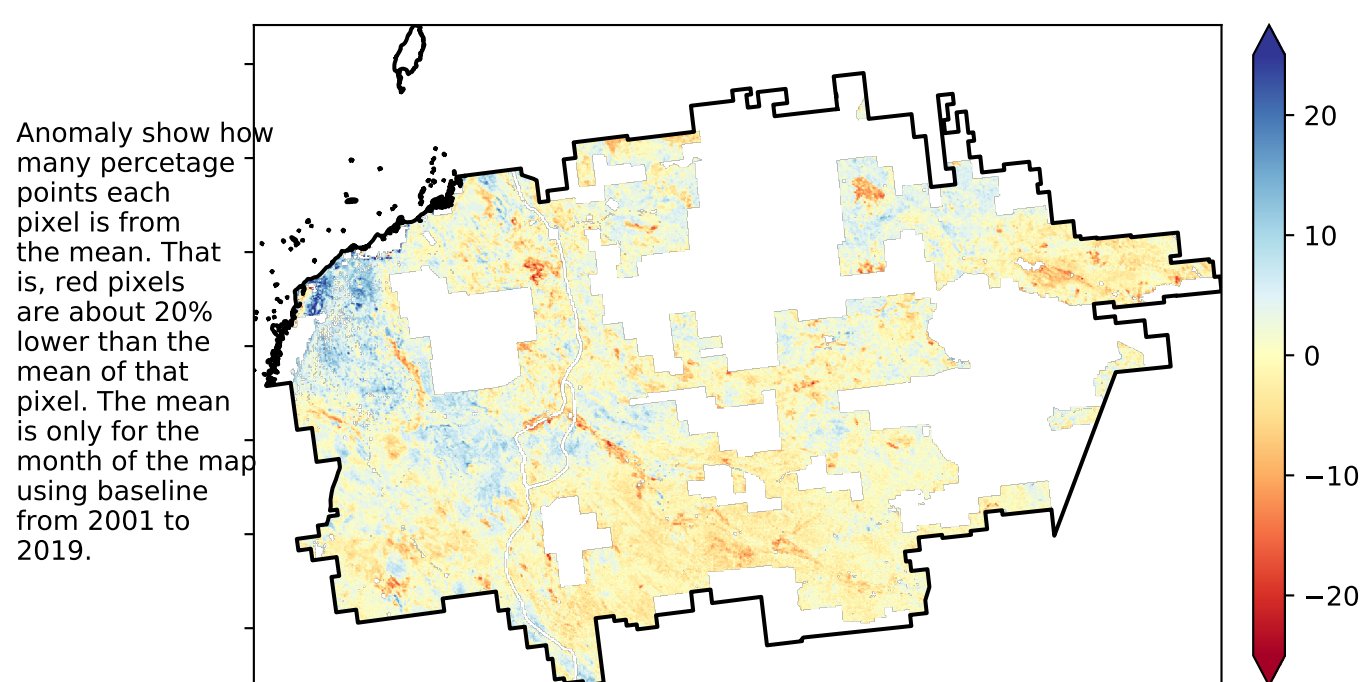 Anomaly show how
many percetage
points each
pixel is from
the mean. That
is, red pixels
are about 20%
lower than the
mean of that
pixel. The mean
is only for the
month of the map
using baseline
from 2001 to
2019.
20
10
0
−10
−20